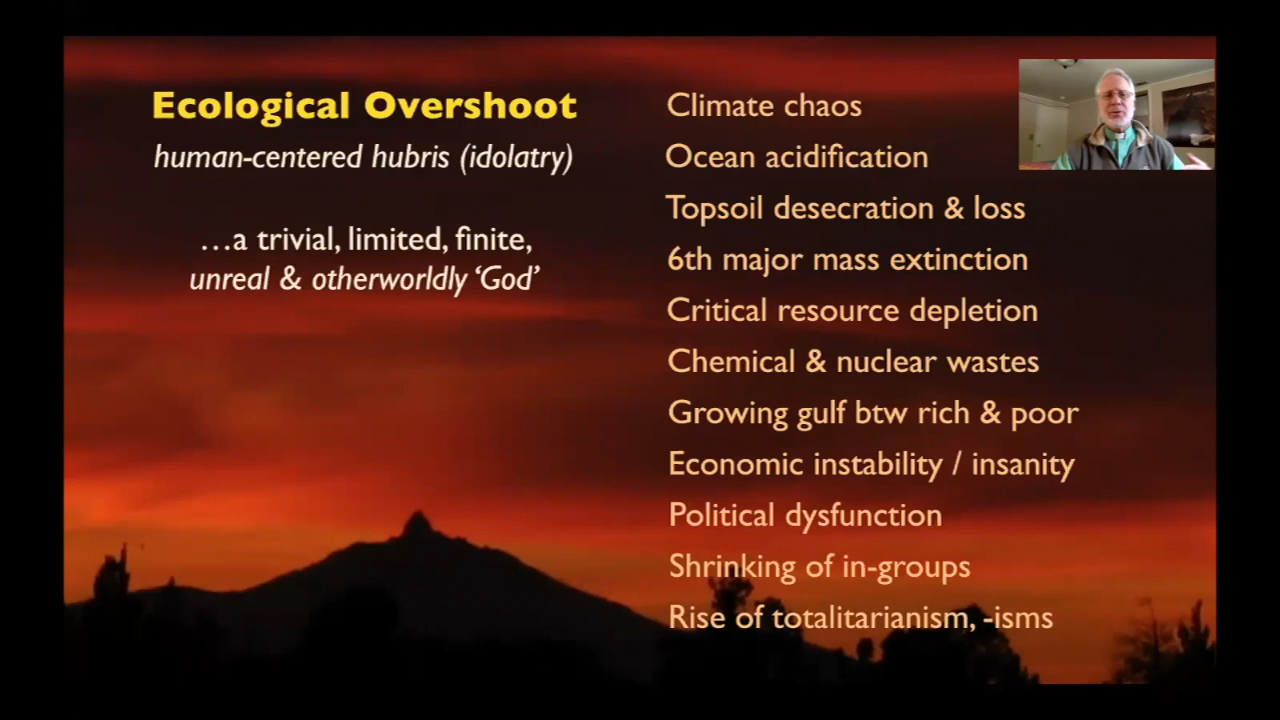 Ecological Overshoot
human-centered hubris (idolatry)
…a trivial, limited, finite,
unreal & otherworldly ‘God’
Climate chaos
Ocean acidification
Topsoil desecration & loss
6th major mass extinction
Critical resource depletion
Chemical & nuclear wastes
Growing gulf btw rich & poor
Economic instability / insanity
Political dysfunction
Shrinking of in-groups
Rise of totalitarianism, -isms